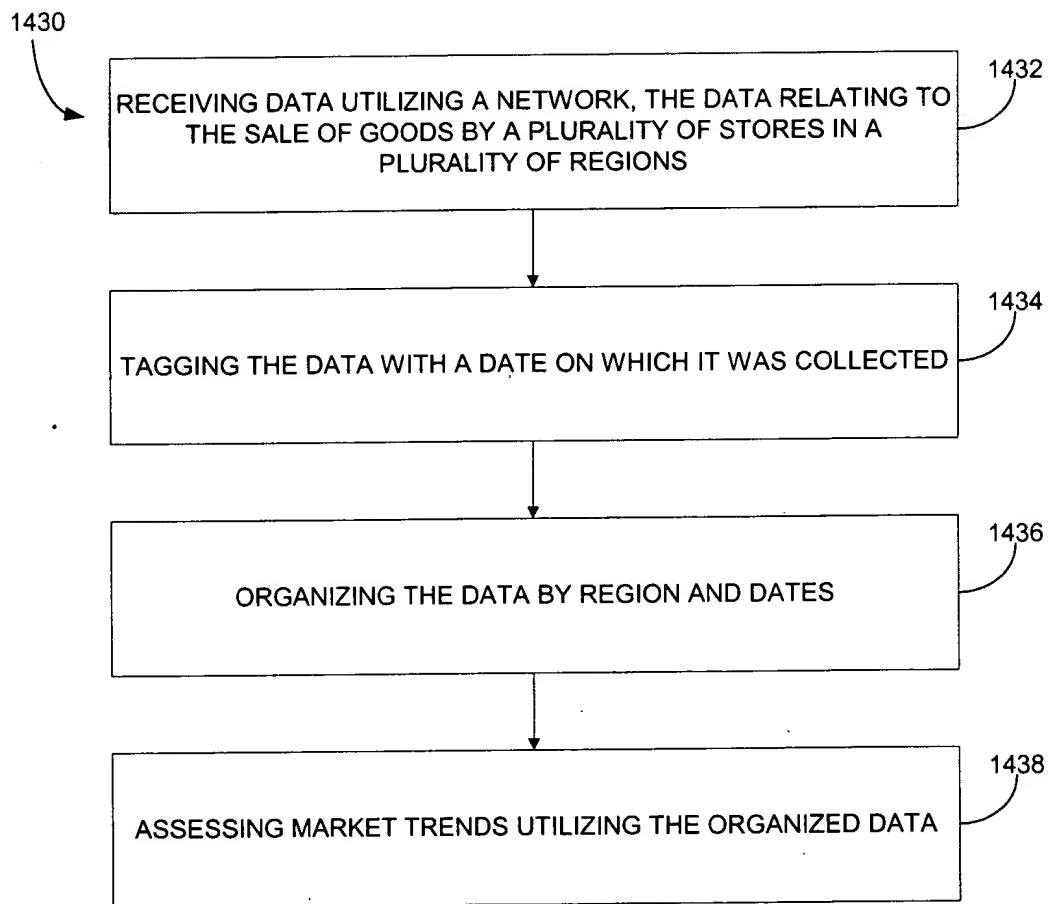 1430
1432
RECEIVING DATA UTILIZING A NETWORK, THE DATA RELATING TO
THE SALE OF GOODS BY A PLURALITY OF STORES IN A
PLURALITY OF REGIONS
1434
TAGGING THE DATA WITH A DATE ON WHICH IT WAS COLLECTED
1436
ORGANIZING THE DATA BY REGION AND DATES
1438
ASSESSING MARKET TRENDS UTILIZING THE ORGANIZED DATA